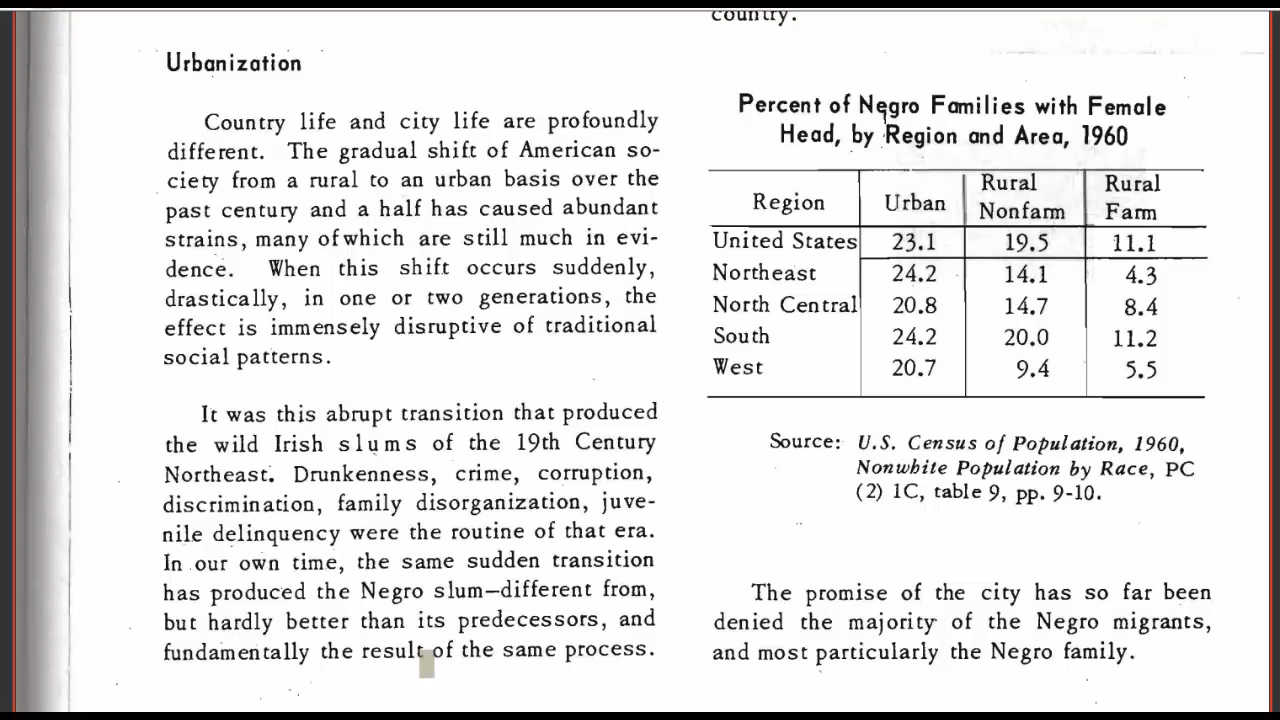 Urbanization
Country life and city life are profoundly
different. The gradual shift of American so-
ciety from a rural to an urban basis over the
past century and a half has caused abundant
strains, many of which are still much in evi-
dence. When this shift occurs suddenly,
drastically, in one or two generations, the
effect is immensely disruptive of traditional
social patterns.
It was this abrupt transition that produced
the wild Irish slums of the 19th Century
Northeast. Drunkenness, crime, corruption,
discrimination, family disorganization, juve-
nile delinquency were the routine of that era.
In our own time, the same sudden transition
has produced the Negro slum—different from,
but hardly better than its predecessors, and
fundamentally the result of the same process.
country.
Percent of Negro Families with Female
Head, by Region and Area, 1960
Region Urban Rural Nonfarm Rural Farm
United States 23.1 19.5 11.1
Northeast 24.2 14.1 4.3
North Central 20.8 14.7 8.4
South 24.2 20.0 11.2
West 20.7 9.4 5.5
Source: U.S. Census of Population, 1960,
Nonwhite Population by Race, PC
(2) 1C, table 9, pp. 9-10.
The promise of the city has so far been
denied the majority of the Negro migrants,
and most particularly the Negro family.